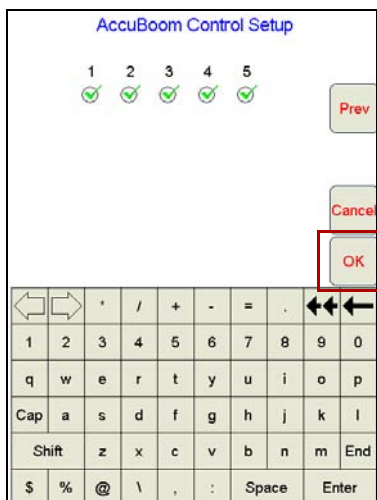 AccuBoom Control Setup
1 2 3 4 5
Prev
Cancel
OK
* / + - = .
1 2 3 4 5 6 7 8 9 0
q w e r t y u i o p
Cap a s d f g h j k l
Shift z x c v b n m End
$ % @ \ , : Space Enter